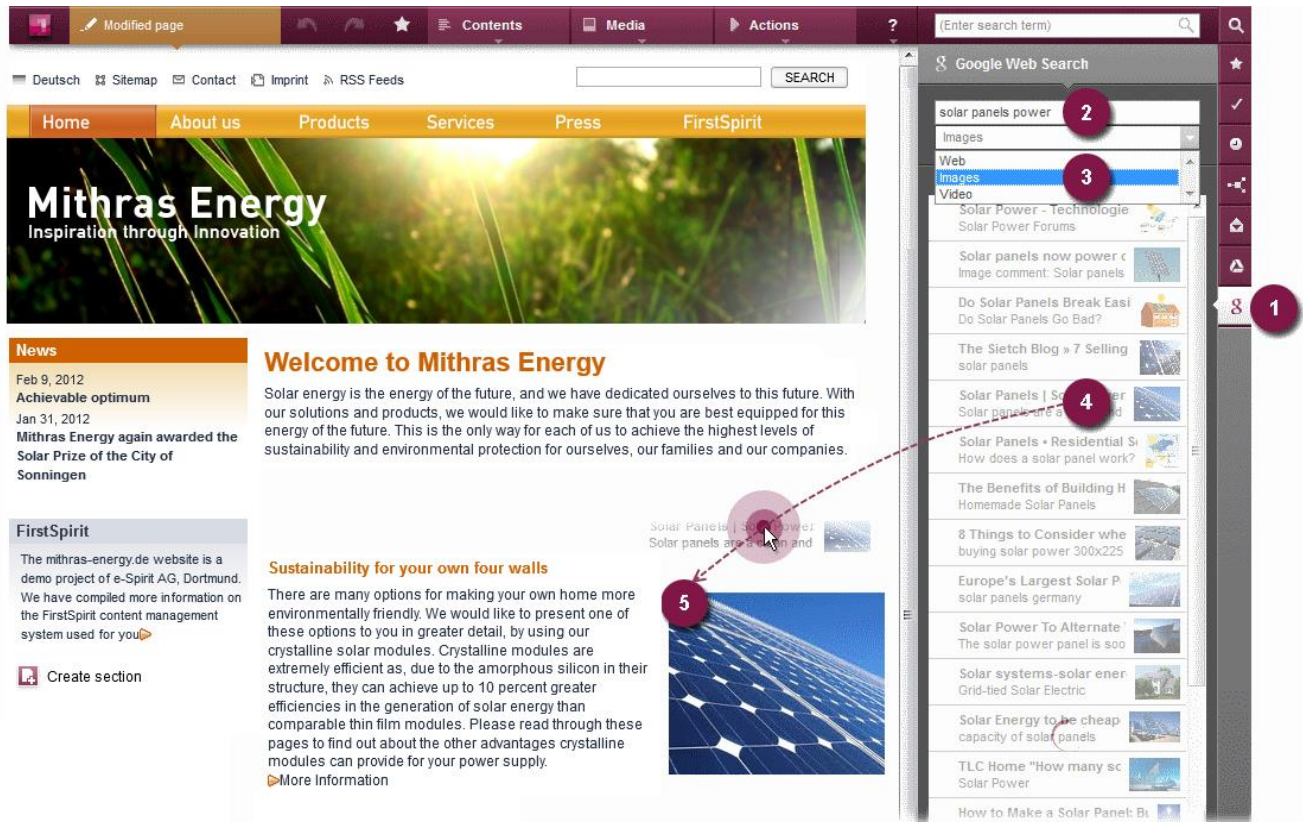 Modified page
Contents
Media
Actions
?
(Enter search term)
Deutsch Sitemap Contact Imprint RSS Feeds
SEARCH
Home About us Products Services Press FirstSpirit
Mithras Energy
Inspiration through Innovation
News
Feb 9, 2012
Achievable optimum
Jan 31, 2012
Mithras Energy again awarded the
Solar Prize of the City of
Sonningen
FirstSpirit
The mithras-energy.de website is a
demo project of e-Spirit AG, Dortmund.
We have compiled more information on
the FirstSpirit content management
system used for you
Create section
Welcome to Mithras Energy
Solar energy is the energy of the future, and we have dedicated ourselves to this future. With
our solutions and products, we would like to make sure that you are best equipped for this
energy of the future. This is the only way for each of us to achieve the highest levels of
sustainability and environmental protection for ourselves, our families and our companies.
Solar Panels | Solar Power
Solar panels are a clean and
Sustainability for your own four walls
There are many options for making your own home more
environmentally friendly. We would like to present one of
these options to you in greater detail, by using our
crystalline solar modules. Crystalline modules are
extremely efficient as, due to the amorphous silicon in their
structure, they can achieve up to 10 percent greater
efficiencies in the generation of solar energy than
comparable thin film modules. Please read through these
pages to find out about the other advantages crystalline
modules can provide for your power supply.
More Information
5
g Google Web Search
solar panels power
2
Images
Web
Images
Video
3
Solar Power - Technologie
Solar Power Forums
Solar panels now power c
Image comment: Solar panels
Do Solar Panels Break Easi
Do Solar Panels Go Bad?
The Sietch Blog » 7 Selling
solar panels
Solar Panels |
Solar panels are a
4
Solar Panels • Residential S
How does a solar panel work?
The Benefits of Building H
Homemade Solar Panels
8 Things to Consider whe
buying solar power 300x225
Europe's Largest Solar P
solar panels germany
Solar Power To Alternate
The solar power panel is soo
Solar systems-solar ener
Grid-tied Solar Electric
Solar Energy to be cheap
capacity of solar panels
TLC Home "How many sc
Solar Power
How to Make a Solar Panel: Bu
g
1